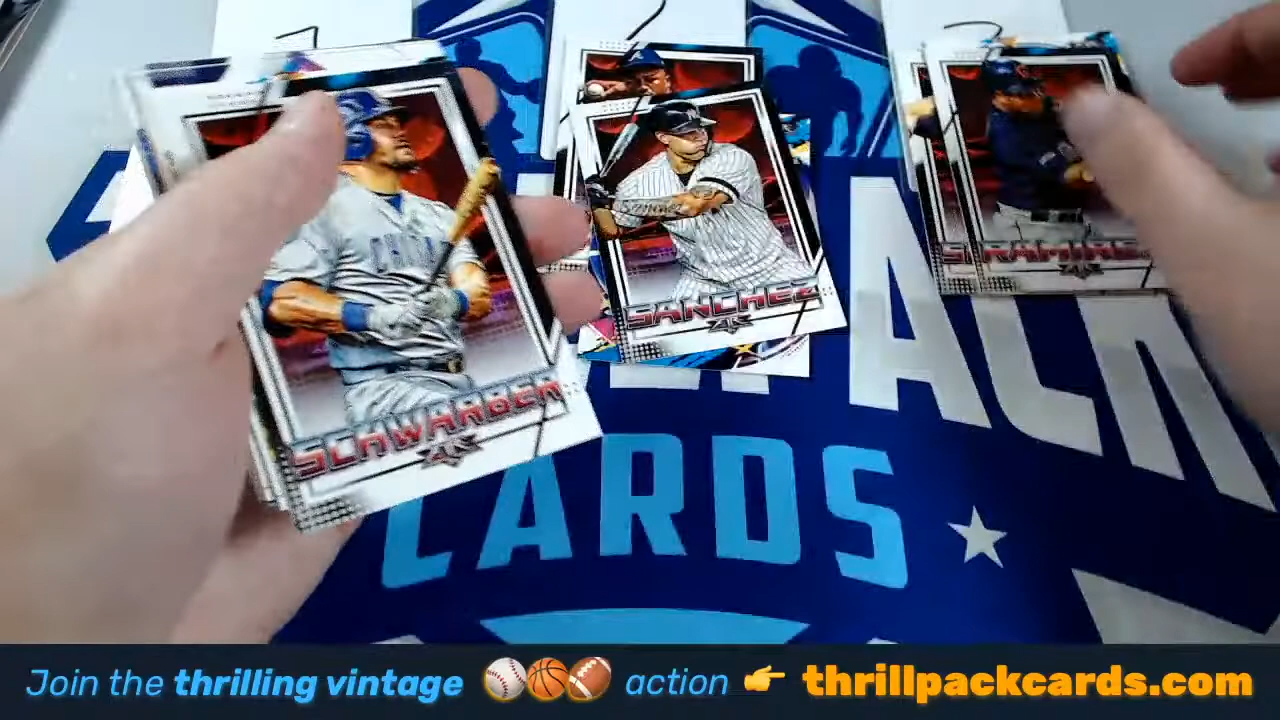 SANCHEZ
RAMIREZ
SCHWARBER
CARDS
Join the thrilling vintage action thrillpackcards.com